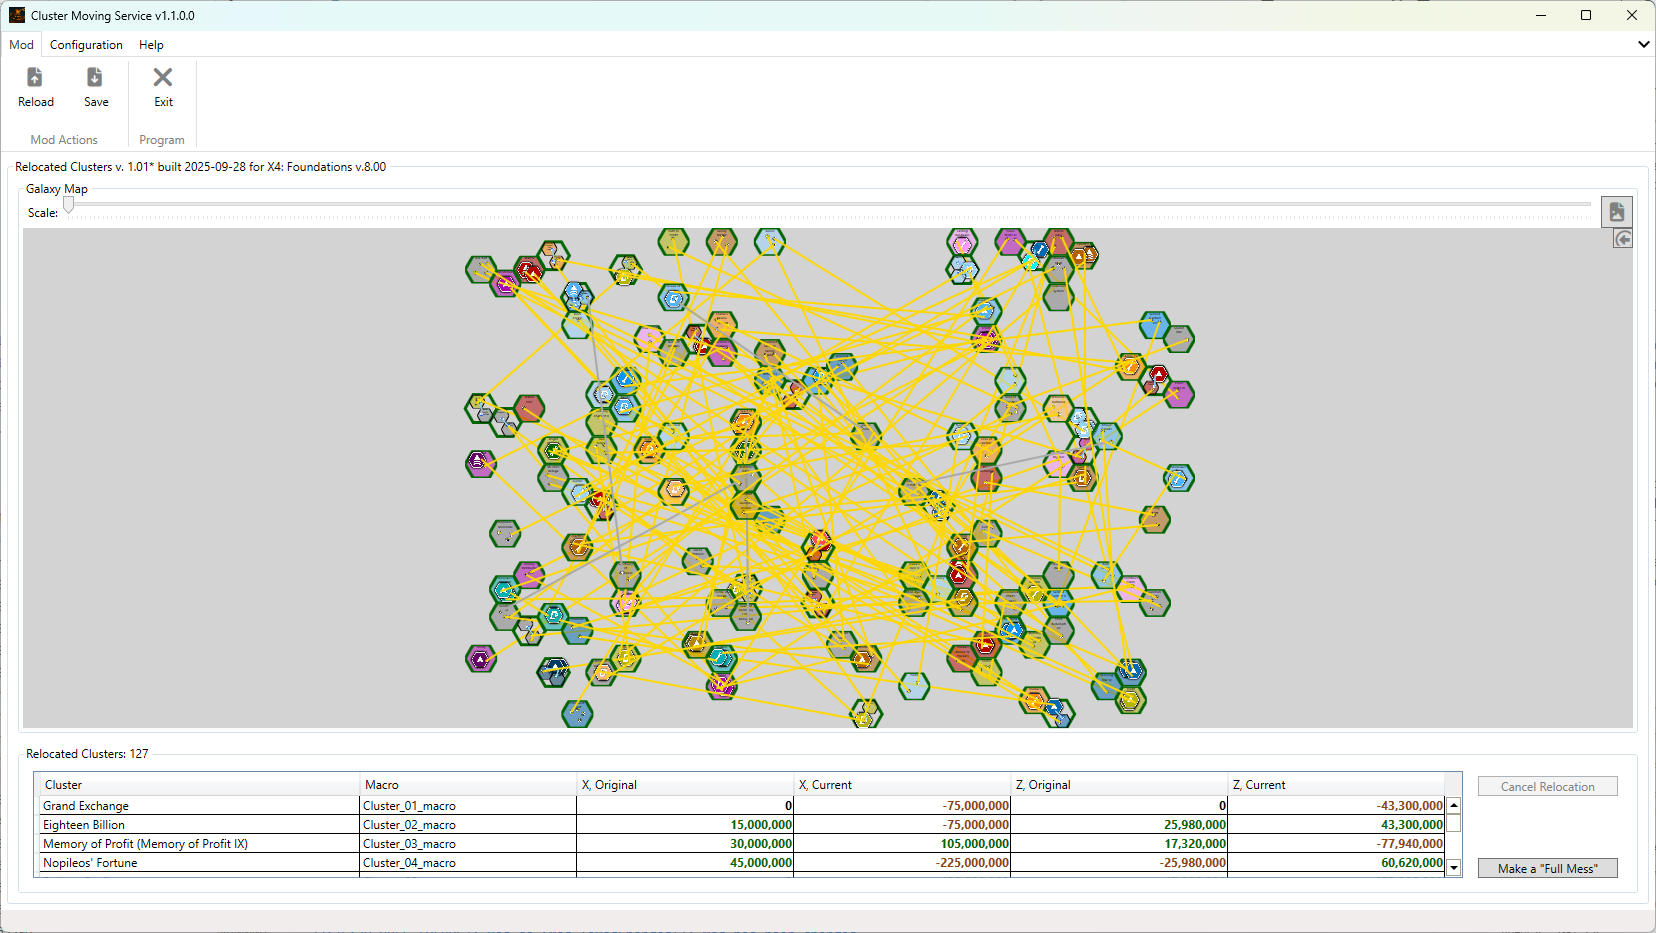 Cluster Moving Service v1.1.0.0
Mod Configuration Help
Reload Save Exit
Mod Actions Program
Relocated Clusters v. 1.01* built 2025-09-28 for X4: Foundations v.8.00
Galaxy Map
Scale:
Relocated Clusters: 127
Cluster Macro X, Original X, Current Z, Original Z, Current
Grand Exchange Cluster_01_macro 0 -75,000,000 0 -43,300,000
Eighteen Billion Cluster_02_macro 15,000,000 -75,000,000 25,980,000 43,300,000
Memory of Profit (Memory of Profit IX) Cluster_03_macro 30,000,000 105,000,000 17,320,000 -77,940,000
Nopileos' Fortune Cluster_04_macro 45,000,000 -225,000,000 -25,980,000 60,620,000
Cancel Relocation
Make a "Full Mess"